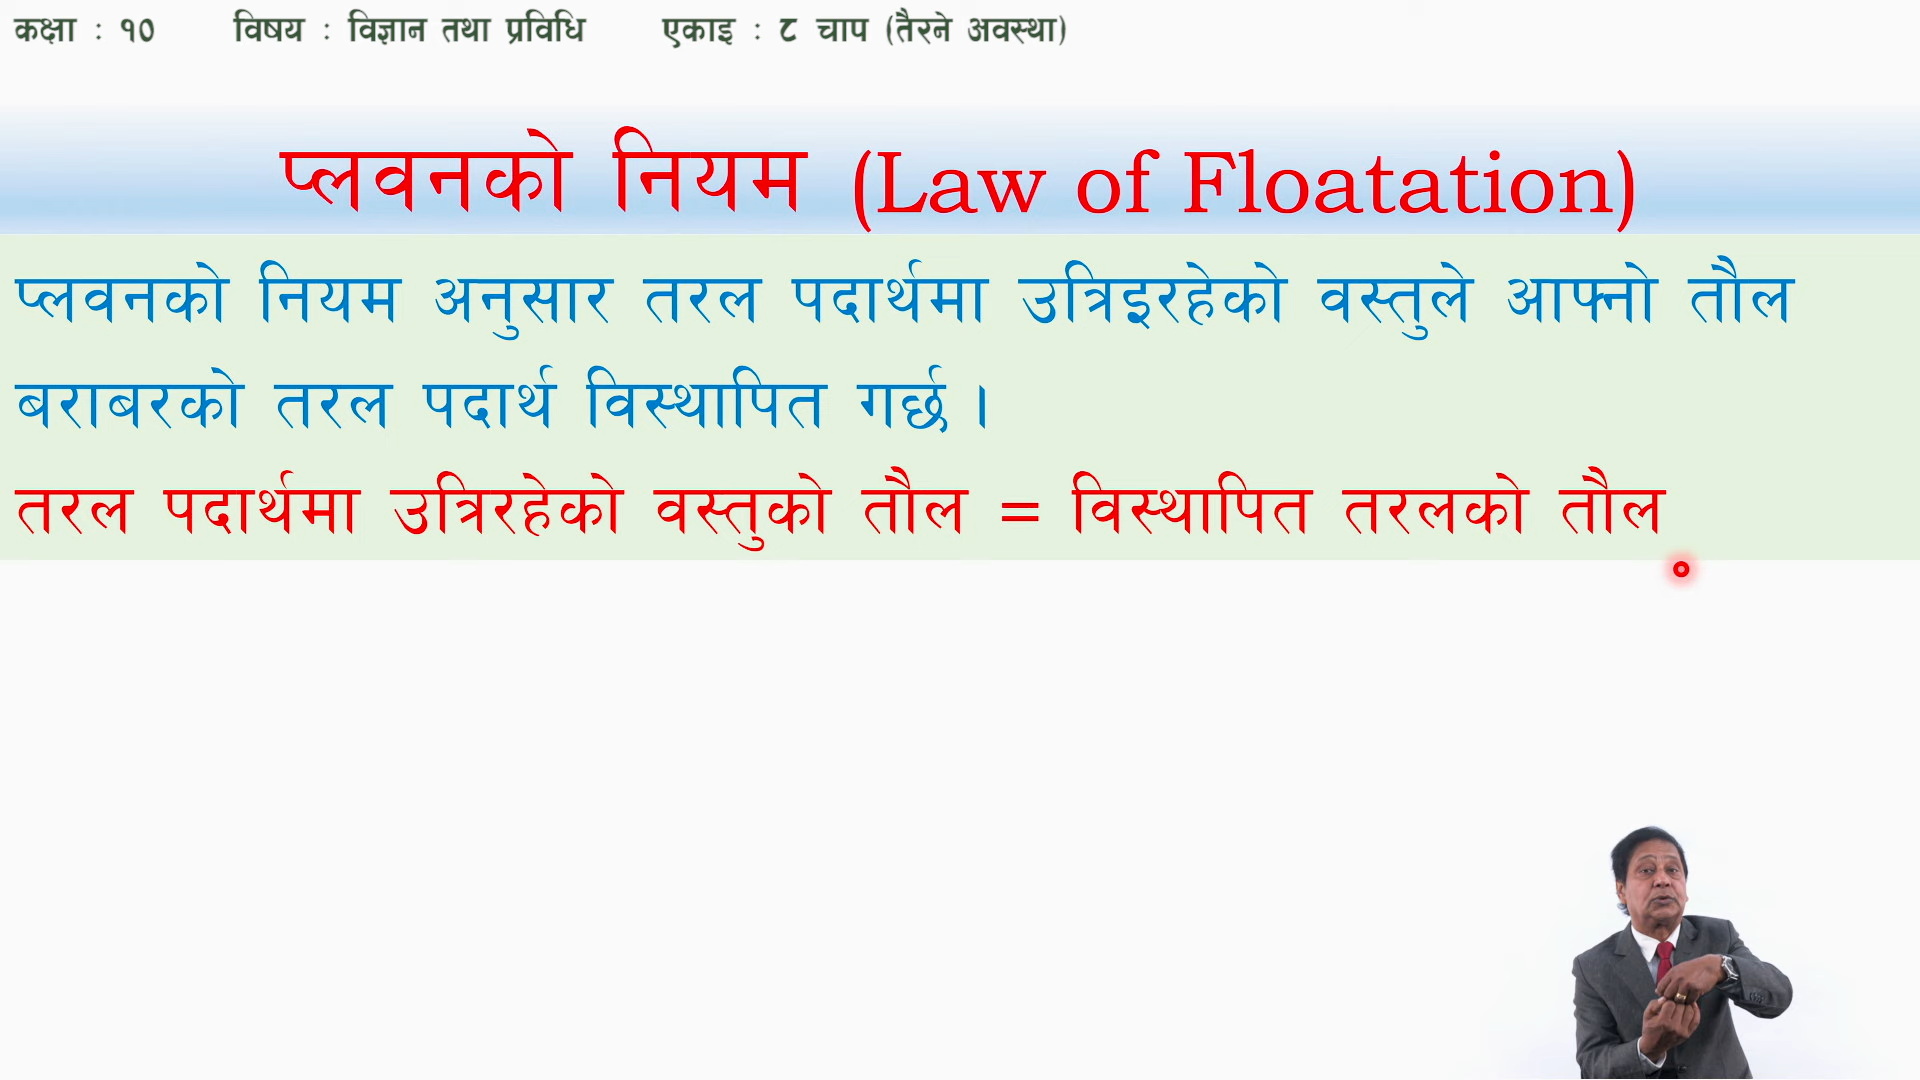 कक्षा : १० विषय : विज्ञान तथा प्रविधि एकाइ : ८ चाप (तैरने अवस्था)
प्लवनको नियम (Law of Floatation)
प्लवनको नियम अनुसार तरल पदार्थमा उत्रिइरहेको वस्तुले आफ्नो तौल
बराबरको तरल पदार्थ विस्थापित गर्छ ।
तरल पदार्थमा उत्रिरहेको वस्तुको तौल = विस्थापित तरलको तौल